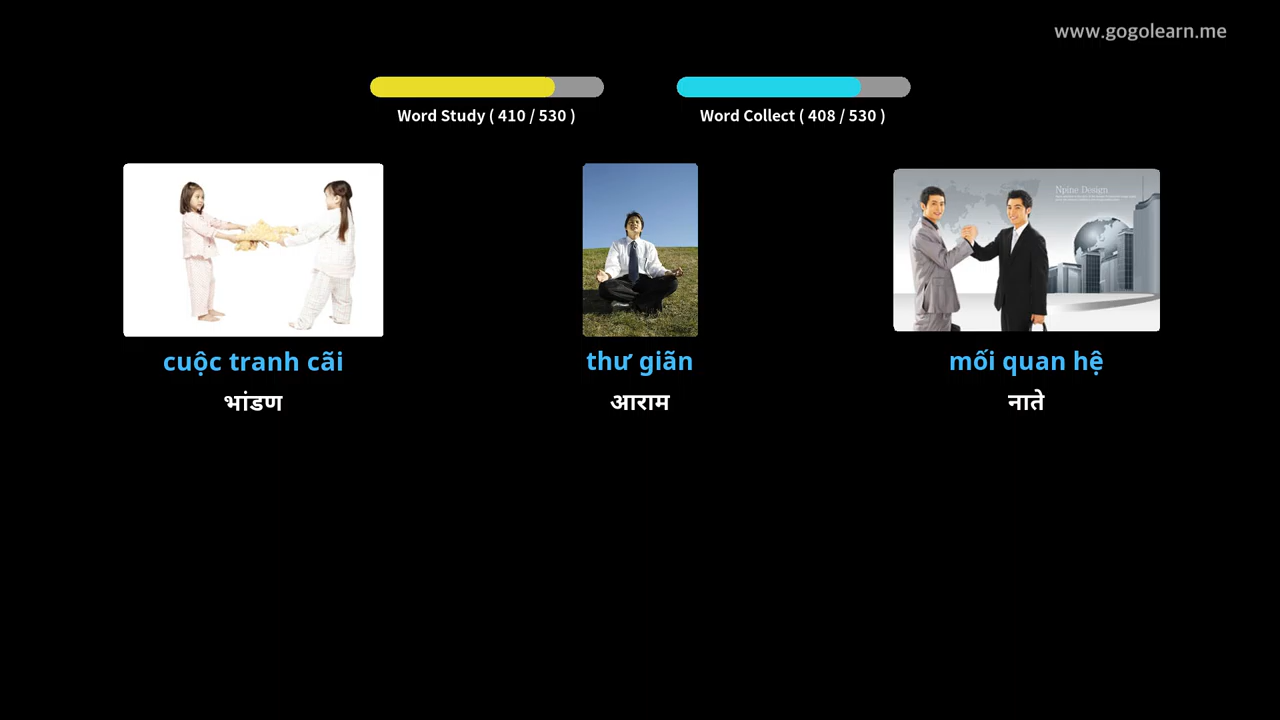 www.gogolearn.me
Word Study ( 410 / 530 )
Word Collect ( 408 / 530 )
Npine Design
cuộc tranh cãi
thư giãn
mối quan hệ
भांडण
आराम
नाते